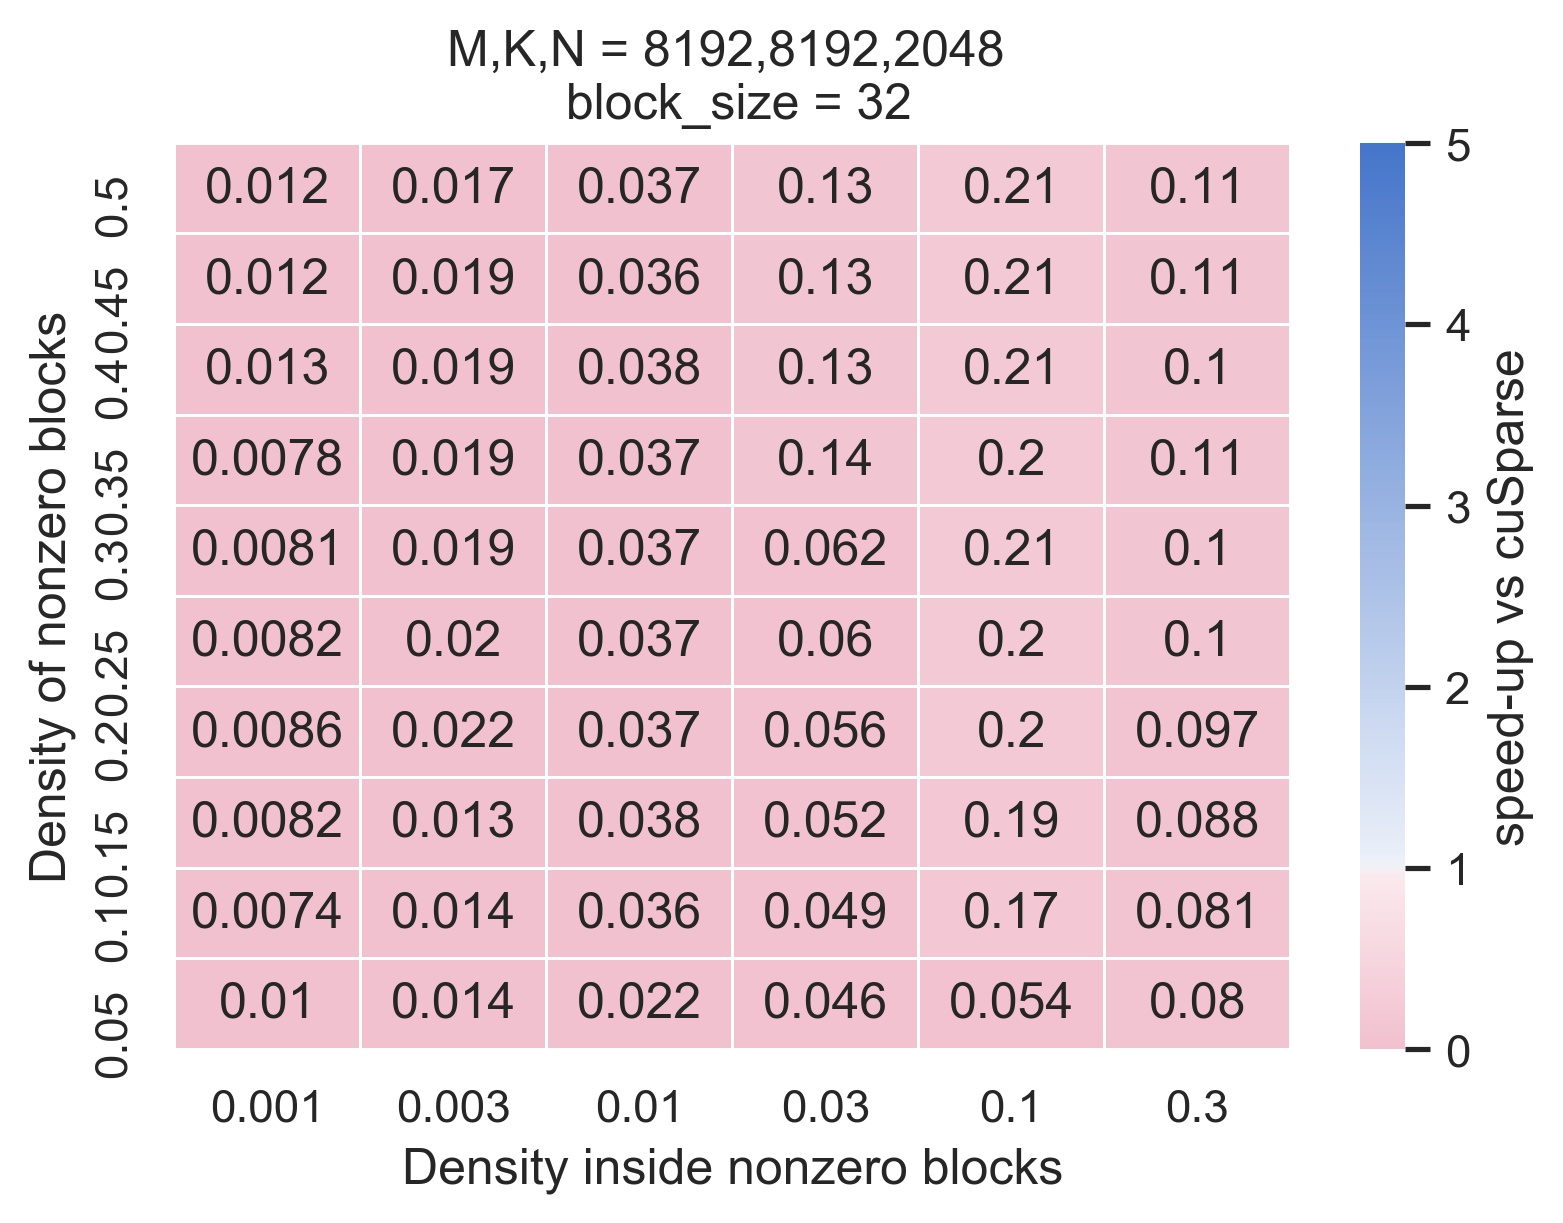 M,K,N = 8192,8192,2048
block_size = 32
Density of nonzero blocks
0.5 0.012 0.017 0.037 0.13 0.21 0.11
0.45 0.012 0.019 0.036 0.13 0.21 0.11
0.4 0.013 0.019 0.038 0.13 0.21 0.1
0.35 0.0078 0.019 0.037 0.14 0.2 0.11
0.3 0.0081 0.019 0.037 0.062 0.21 0.1
0.25 0.0082 0.02 0.037 0.06 0.2 0.1
0.2 0.0086 0.022 0.037 0.056 0.2 0.097
0.15 0.0082 0.013 0.038 0.052 0.19 0.088
0.1 0.0074 0.014 0.036 0.049 0.17 0.081
0.05 0.01 0.014 0.022 0.046 0.054 0.08
0.001 0.003 0.01 0.03 0.1 0.3
Density inside nonzero blocks
5
4
3
2
1
0
speed-up vs cuSparse